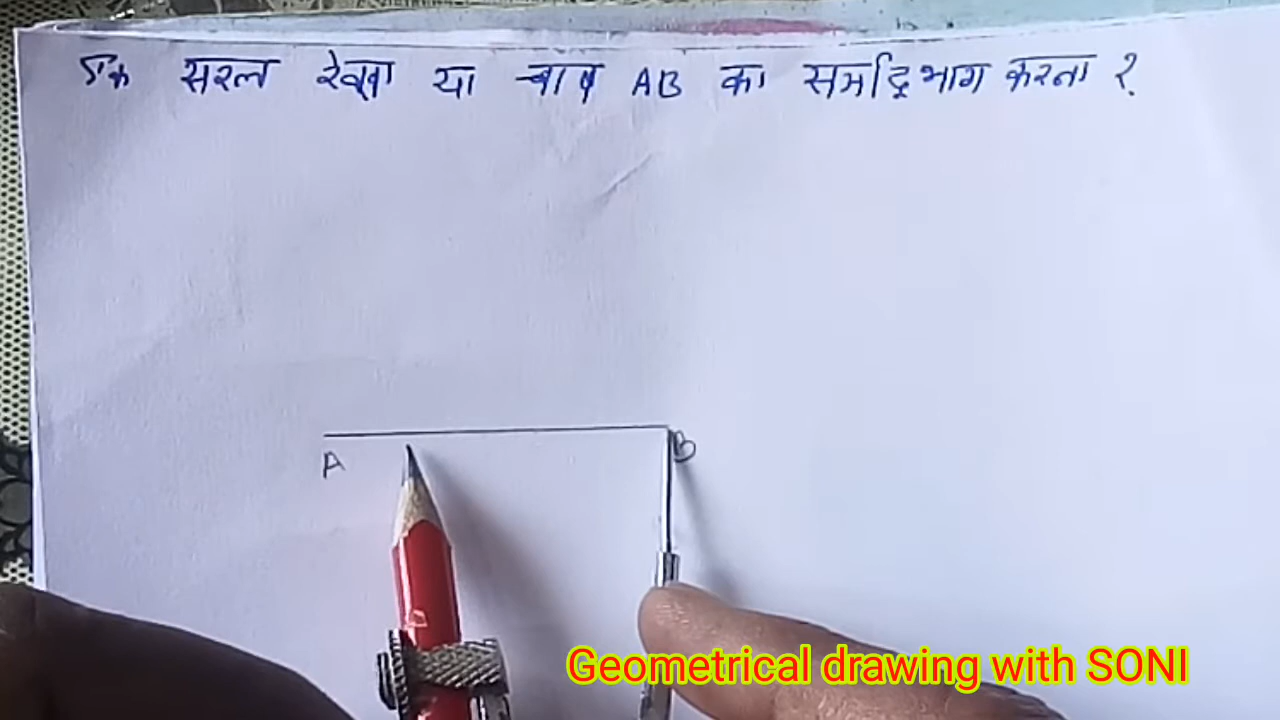 एक सरल रेखा या चाप AB का समद्विभाग करना ?
A
B
Geometrical drawing with SONI